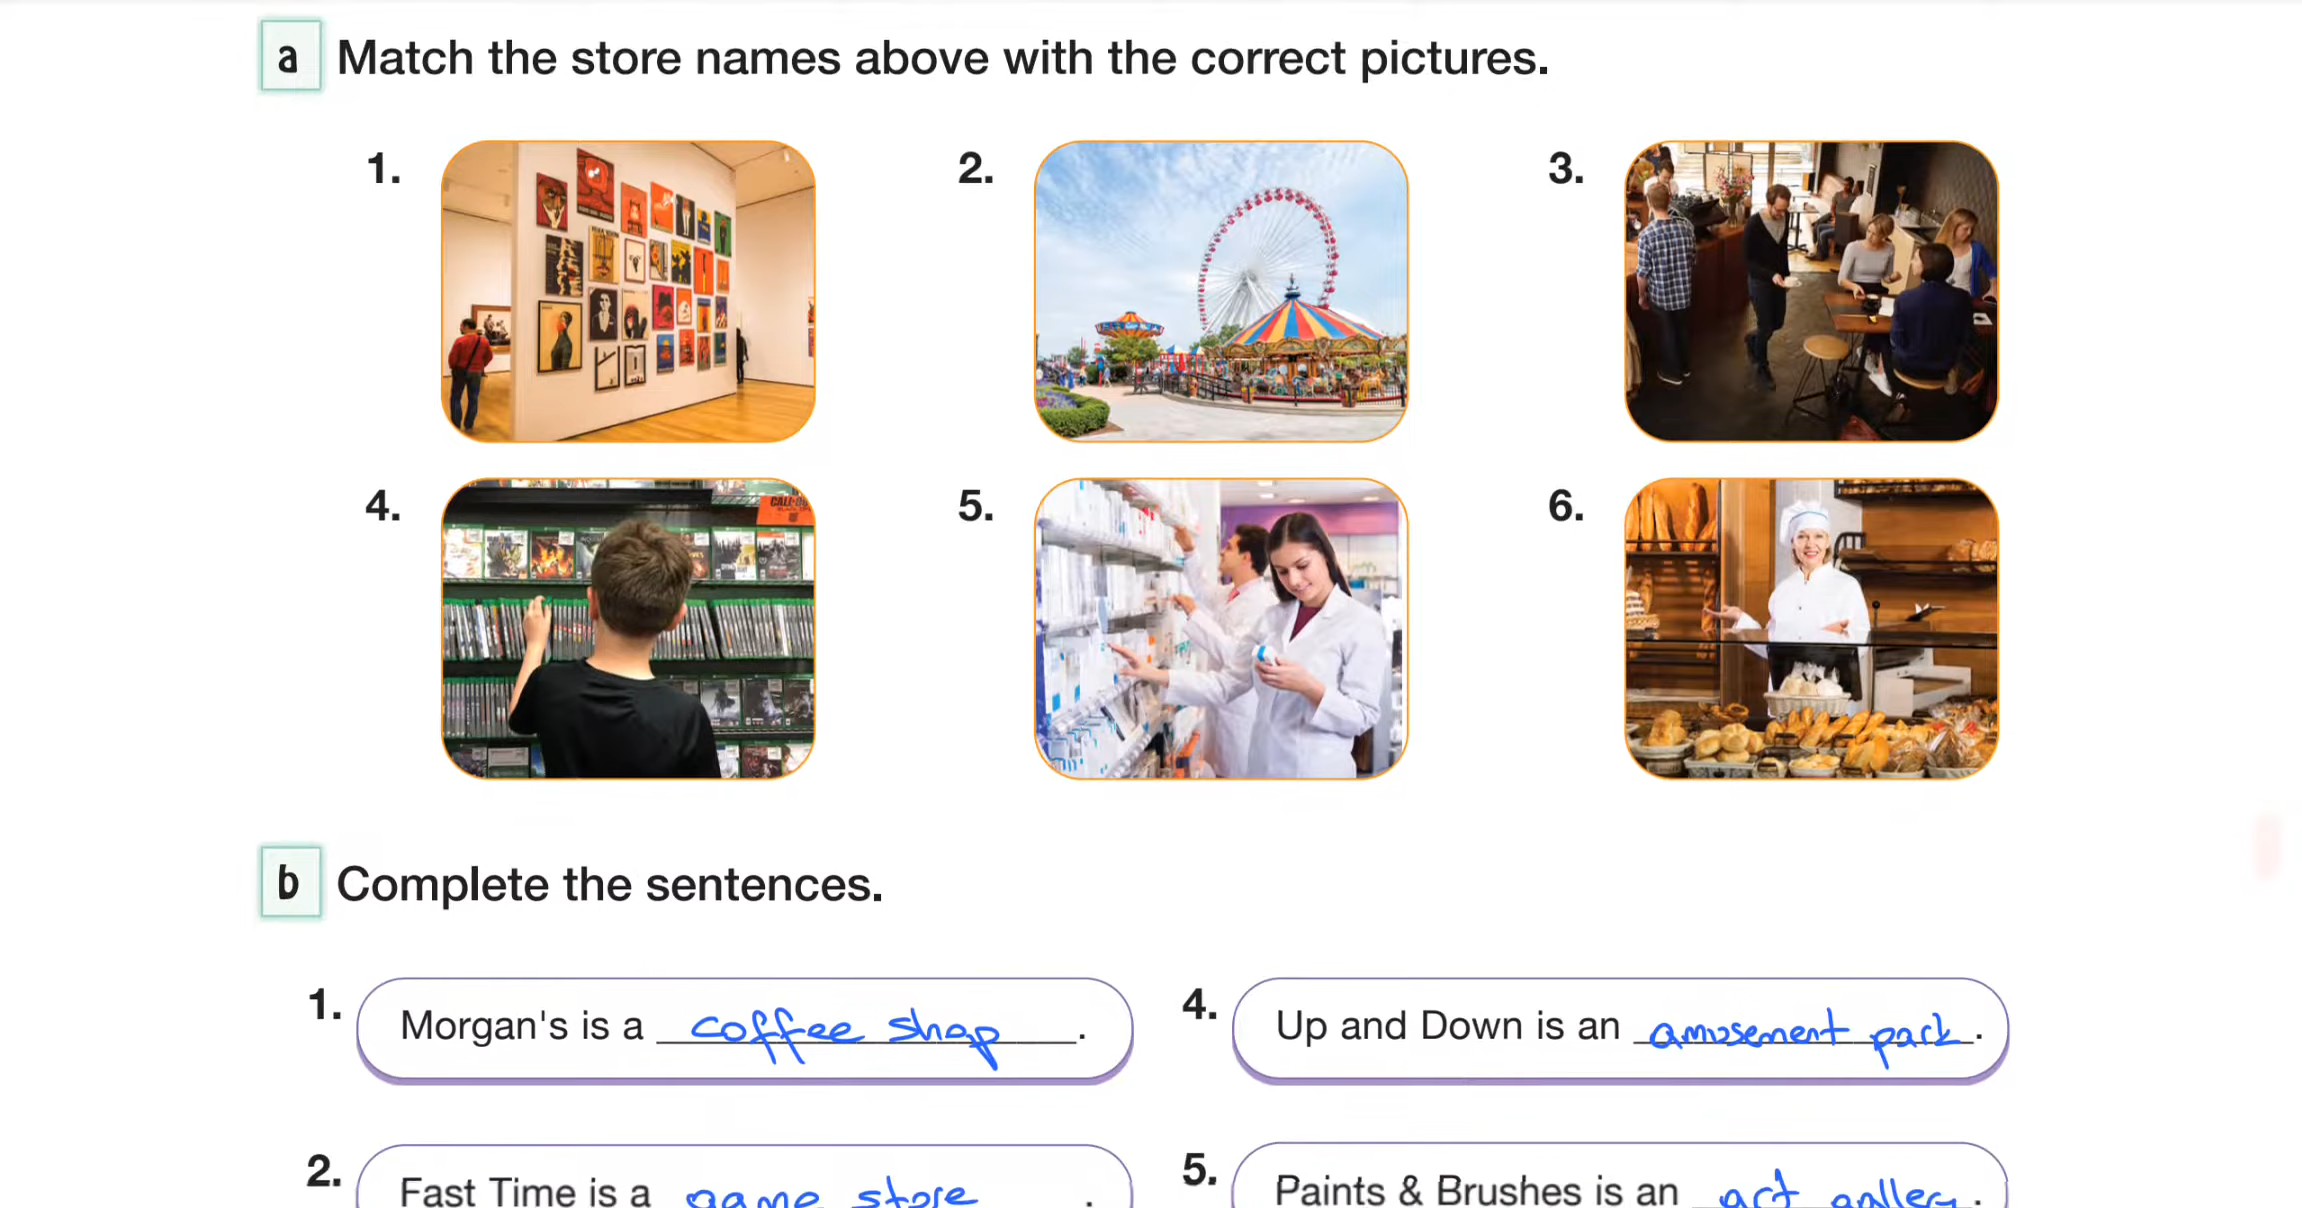 a Match the store names above with the correct pictures.
1. 2. 3.
4. 5. 6.
b Complete the sentences.
1. Morgan's is a coffee shop.
4. Up and Down is an amusement park.
2. Fast Time is a game store.
5. Paints & Brushes is an art gallery.